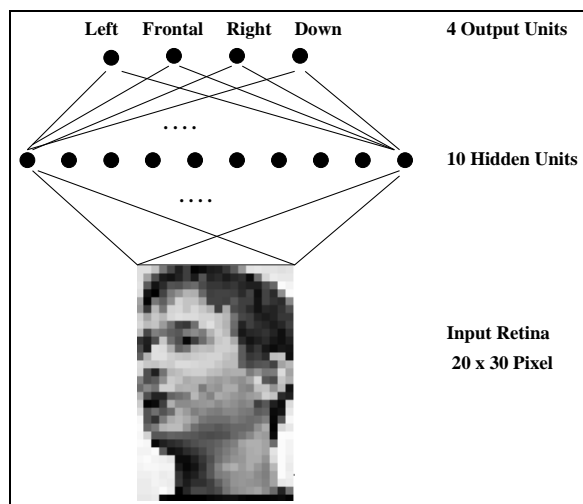 Left Frontal Right Down 4 Output Units
....
10 Hidden Units
....
Input Retina
20 x 30 Pixel